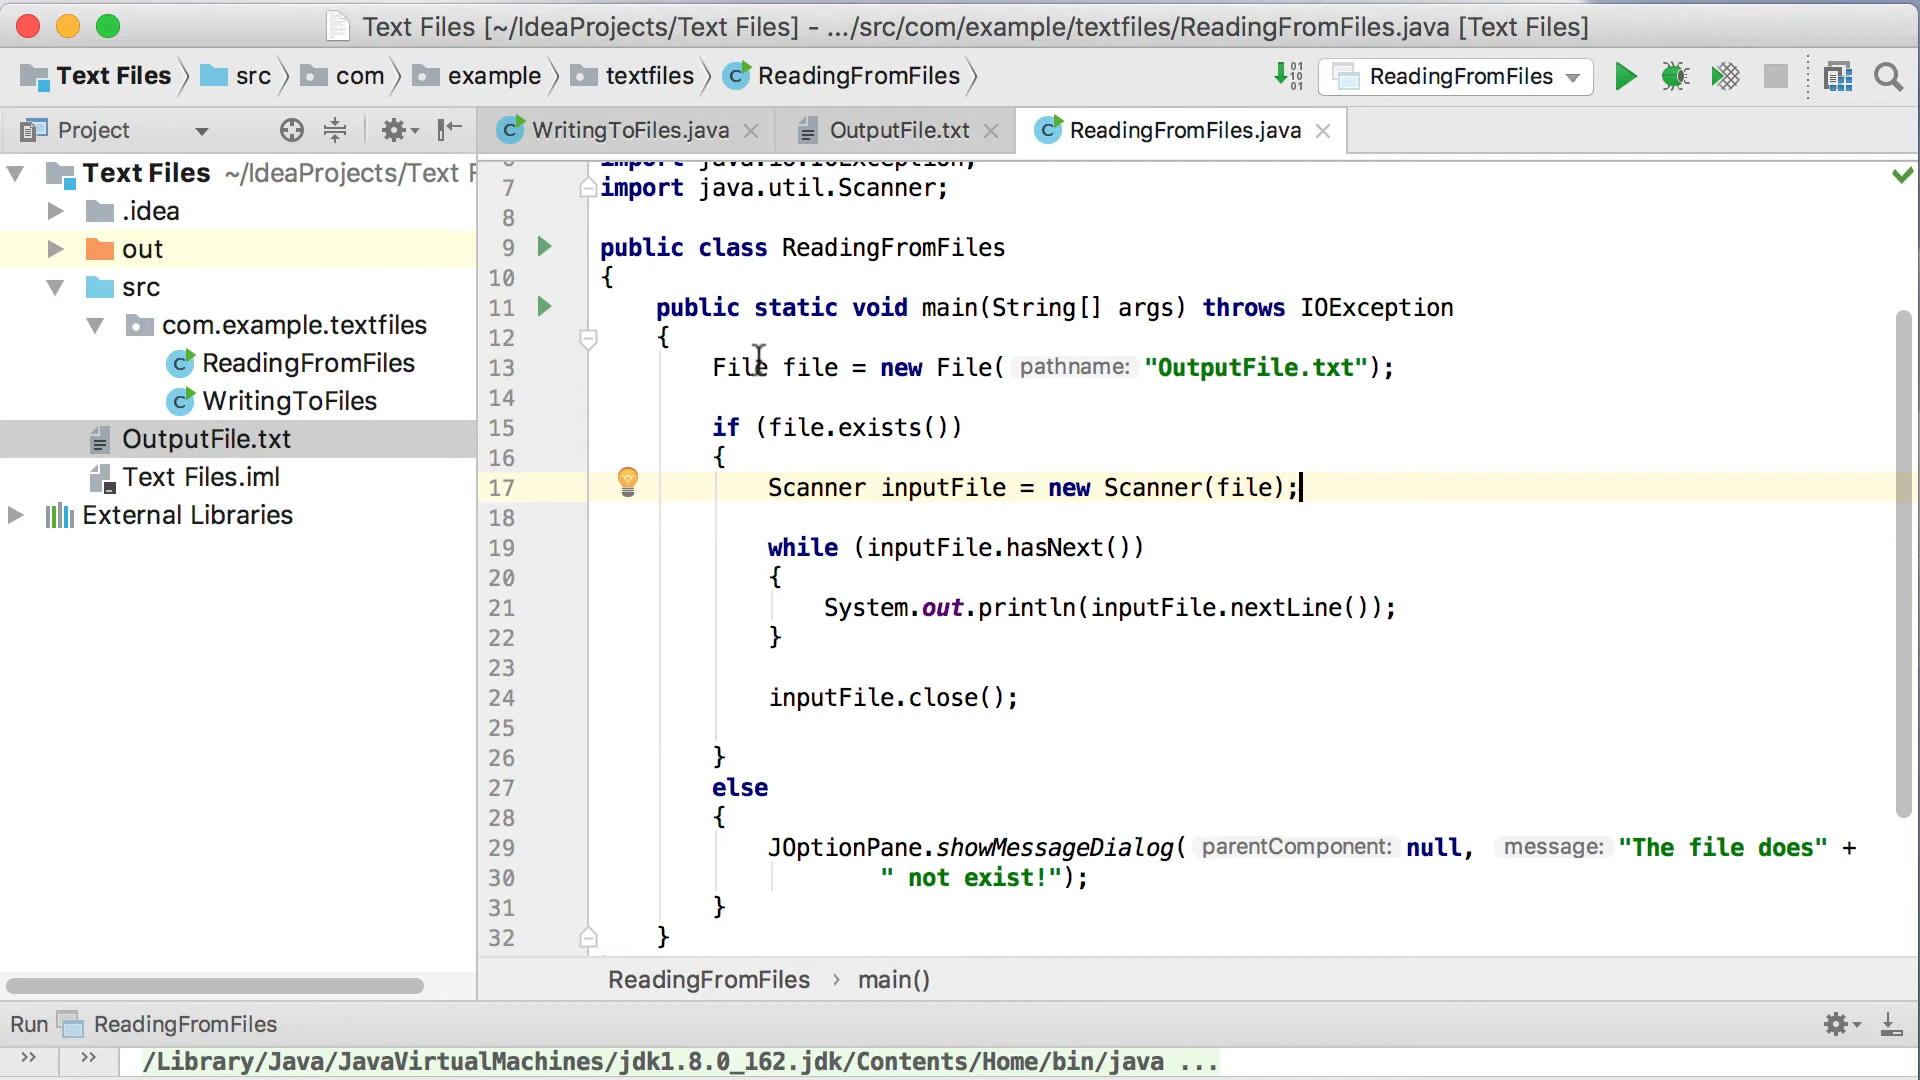 Text Files [~/IdeaProjects/Text Files] - .../src/com/example/textfiles/ReadingFromFiles.java [Text Files]
Text Files src com example textfiles ReadingFromFiles
ReadingFromFiles
Project
WritingToFiles.java OutputFile.txt ReadingFromFiles.java
Text Files ~/IdeaProjects/Text F
.idea
out
src
com.example.textfiles
ReadingFromFiles
WritingToFiles
OutputFile.txt
Text Files.iml
External Libraries
import java.io.IOException;
7 import java.util.Scanner;
8
9 public class ReadingFromFiles
10 {
11 public static void main(String[] args) throws IOException
12 {
13 File file = new File( pathname: "OutputFile.txt");
14
15 if (file.exists())
16 {
17 Scanner inputFile = new Scanner(file);
18
19 while (inputFile.hasNext())
20 {
21 System.out.println(inputFile.nextLine());
22 }
23
24 inputFile.close();
25
26 }
27 else
28 {
29 JOptionPane.showMessageDialog( parentComponent: null, message: "The file does" +
30 " not exist!");
31 }
32 }
ReadingFromFiles › main()
Run ReadingFromFiles
/Library/Java/JavaVirtualMachines/jdk1.8.0_162.jdk/Contents/Home/bin/java ...